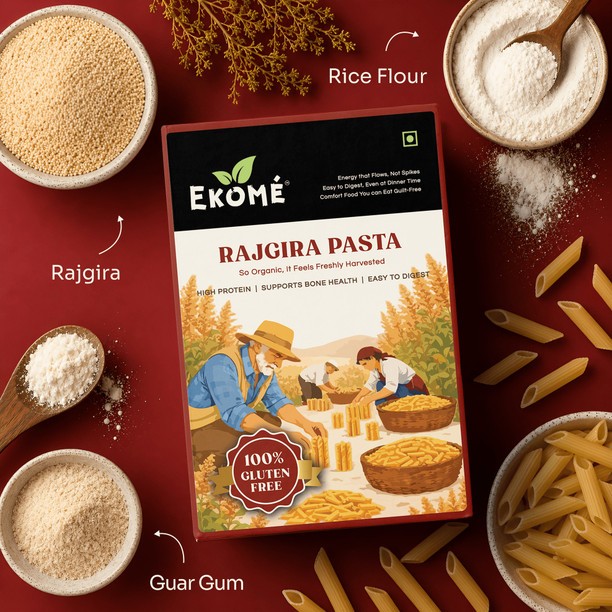 Rice Flour
EKOMÉ
Energy that Flows, Not Spikes
Easy to Digest, Even at Dinner Time
Comfort Food You can Eat Guilt-Free
RAJGIRA PASTA
So Organic, It Feels Freshly Harvested
HIGH PROTEIN | SUPPORTS BONE HEALTH | EASY TO DIGEST
Rajgira
100%
GLUTEN
FREE
Guar Gum